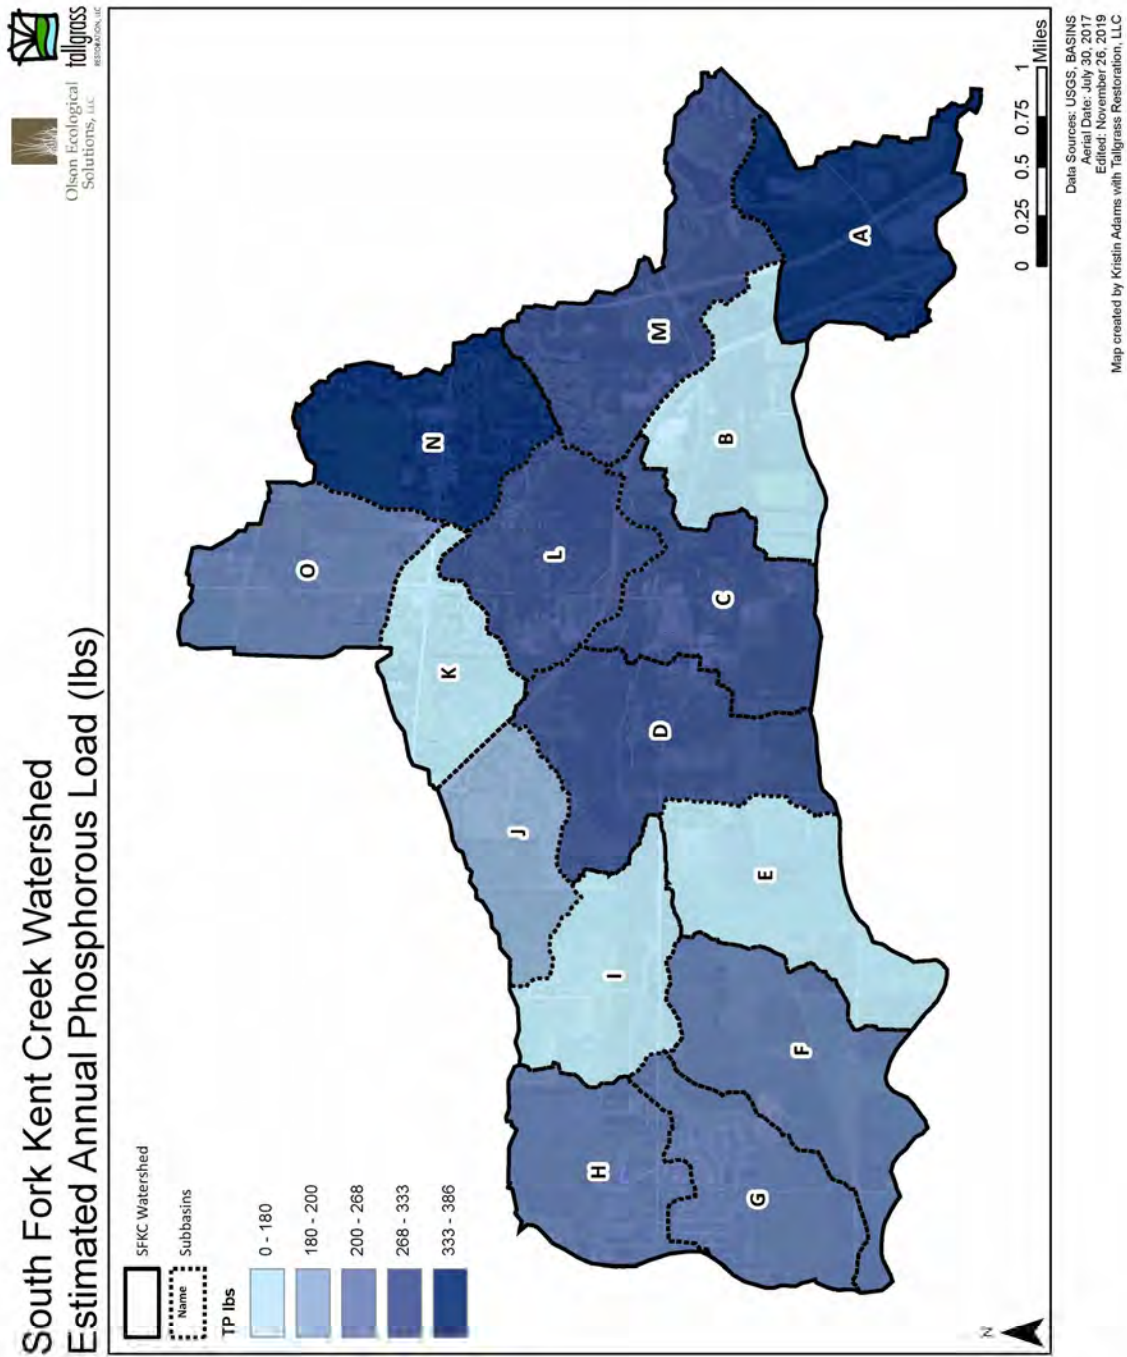 South Fork Kent Creek Watershed
Estimated Annual Phosphorous Load (lbs)
Olson Ecological
Solutions, LLC
tallgrass
RESTORATION, LLC
SFKC Watershed
Name
Subbasins
TP lbs
0 - 180
180 - 200
200 - 268
268 - 333
333 - 386
O
N
K
J
L
M
H
I
D
C
B
A
G
F
E
N
0 0.25 0.5 0.75 1
Miles
Data Sources: USGS, BASINS
Aerial Date: July 30, 2017
Edited: November 26, 2019
Map created by Kristin Adams with Tallgrass Restoration, LLC